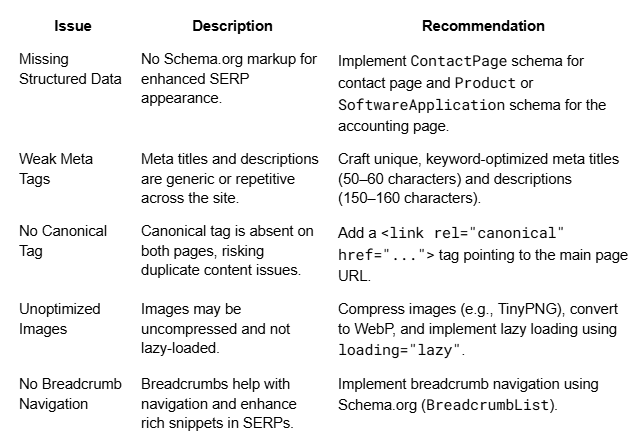 Issue Description Recommendation
Missing No Schema.org markup for Implement ContactPage schema for
Structured Data enhanced SERP contact page and Product or
appearance. SoftwareApplication schema for the
accounting page.
Weak Meta Meta titles and descriptions Craft unique, keyword-optimized meta titles
Tags are generic or repetitive (50–60 characters) and descriptions
across the site. (150–160 characters).
No Canonical Canonical tag is absent on Add a <link rel="canonical"
Tag both pages, risking href="..."> tag pointing to the main page
duplicate content issues. URL.
Unoptimized Images may be Compress images (e.g., TinyPNG), convert
Images uncompressed and not to WebP, and implement lazy loading using
lazy-loaded. loading="lazy".
No Breadcrumb Breadcrumbs help with Implement breadcrumb navigation using
Navigation navigation and enhance Schema.org (BreadcrumbList).
rich snippets in SERPs.